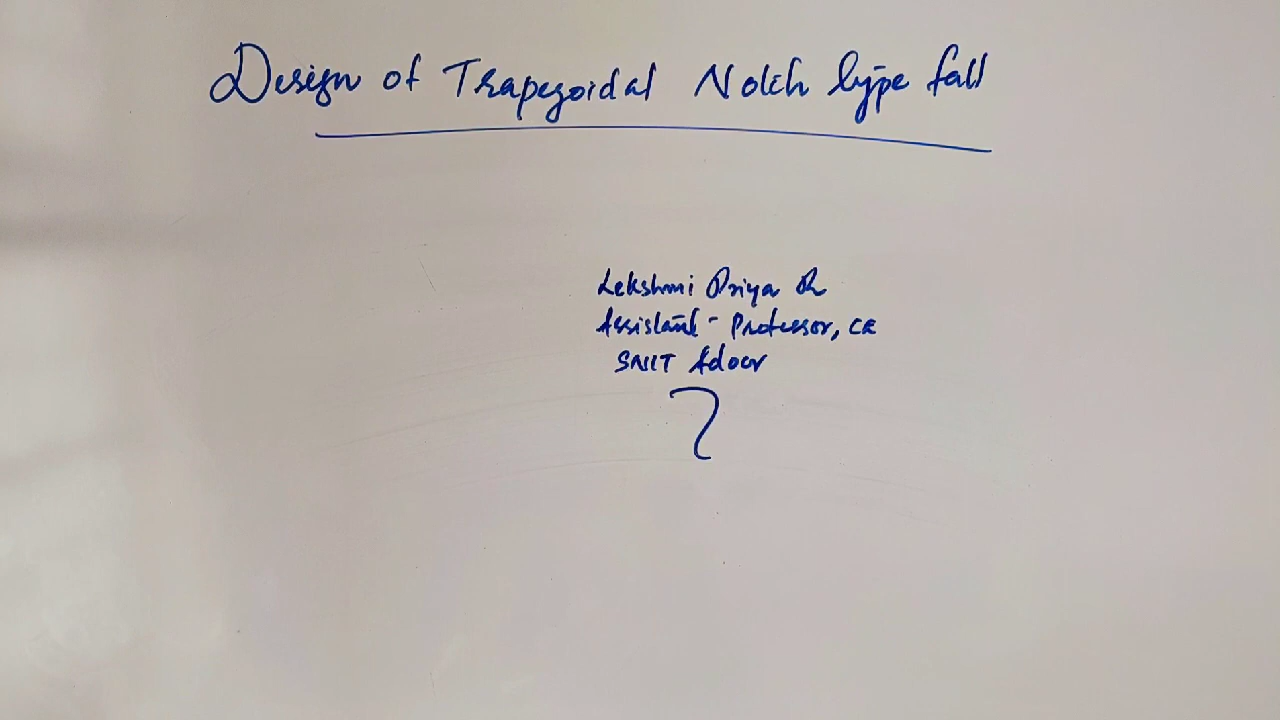 Design of Trapezoidal Notch type fall
Lekshmi Priya R
Assistant Professor, CE
SNIT Adoor